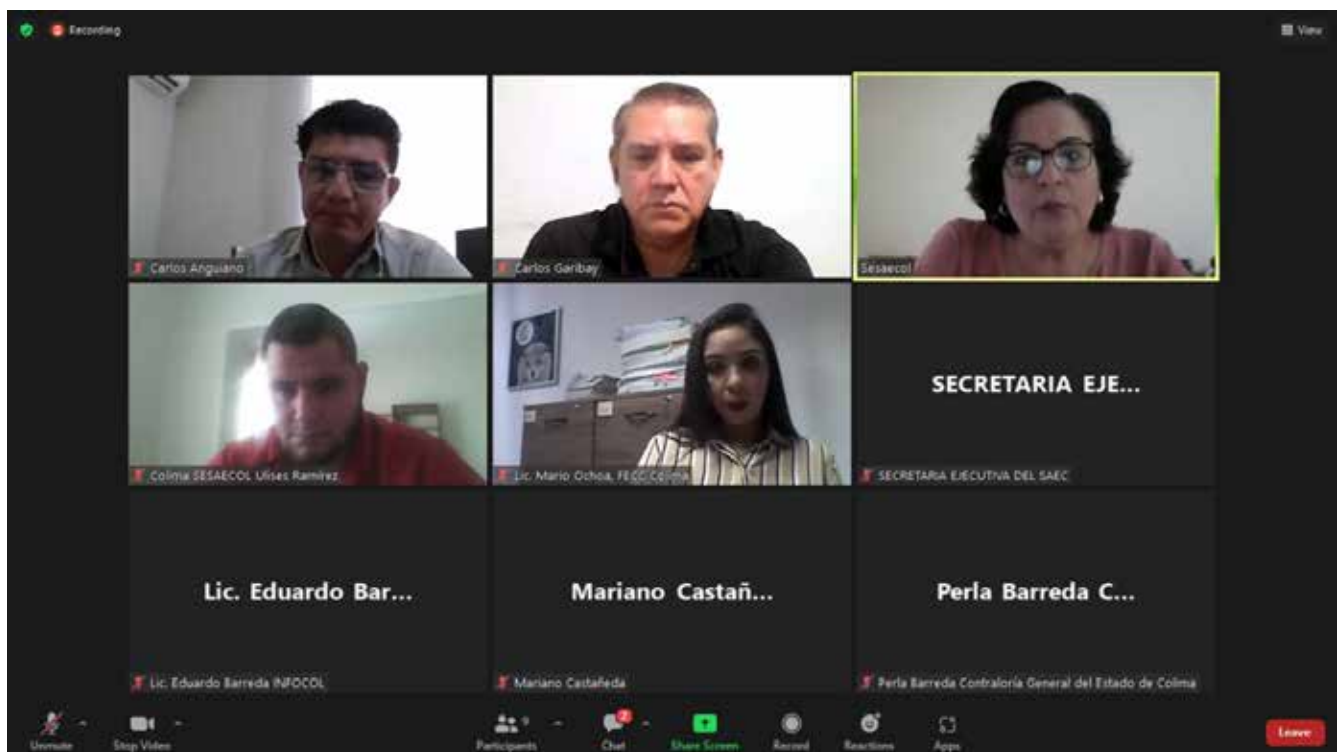 Recording
View
Carlos Anguiano
Carlos Garibay
Sesaecol
Colima SESAECOL Ulises Ramírez
Lic. Mario Ochoa, FECC Colima
SECRETARIA EJE...
SECRETARIA EJECUTIVA DEL SAEC
Lic. Eduardo Bar...
Lic. Eduardo Barreda INFOCOL
Mariano Castañ...
Mariano Castañeda
Perla Barreda C...
Perla Barreda Contraloría General del Estado de Colima
Unmute
Stop Video
9
Participants
2
Chat
Share Screen
Record
Reactions
Apps
Leave